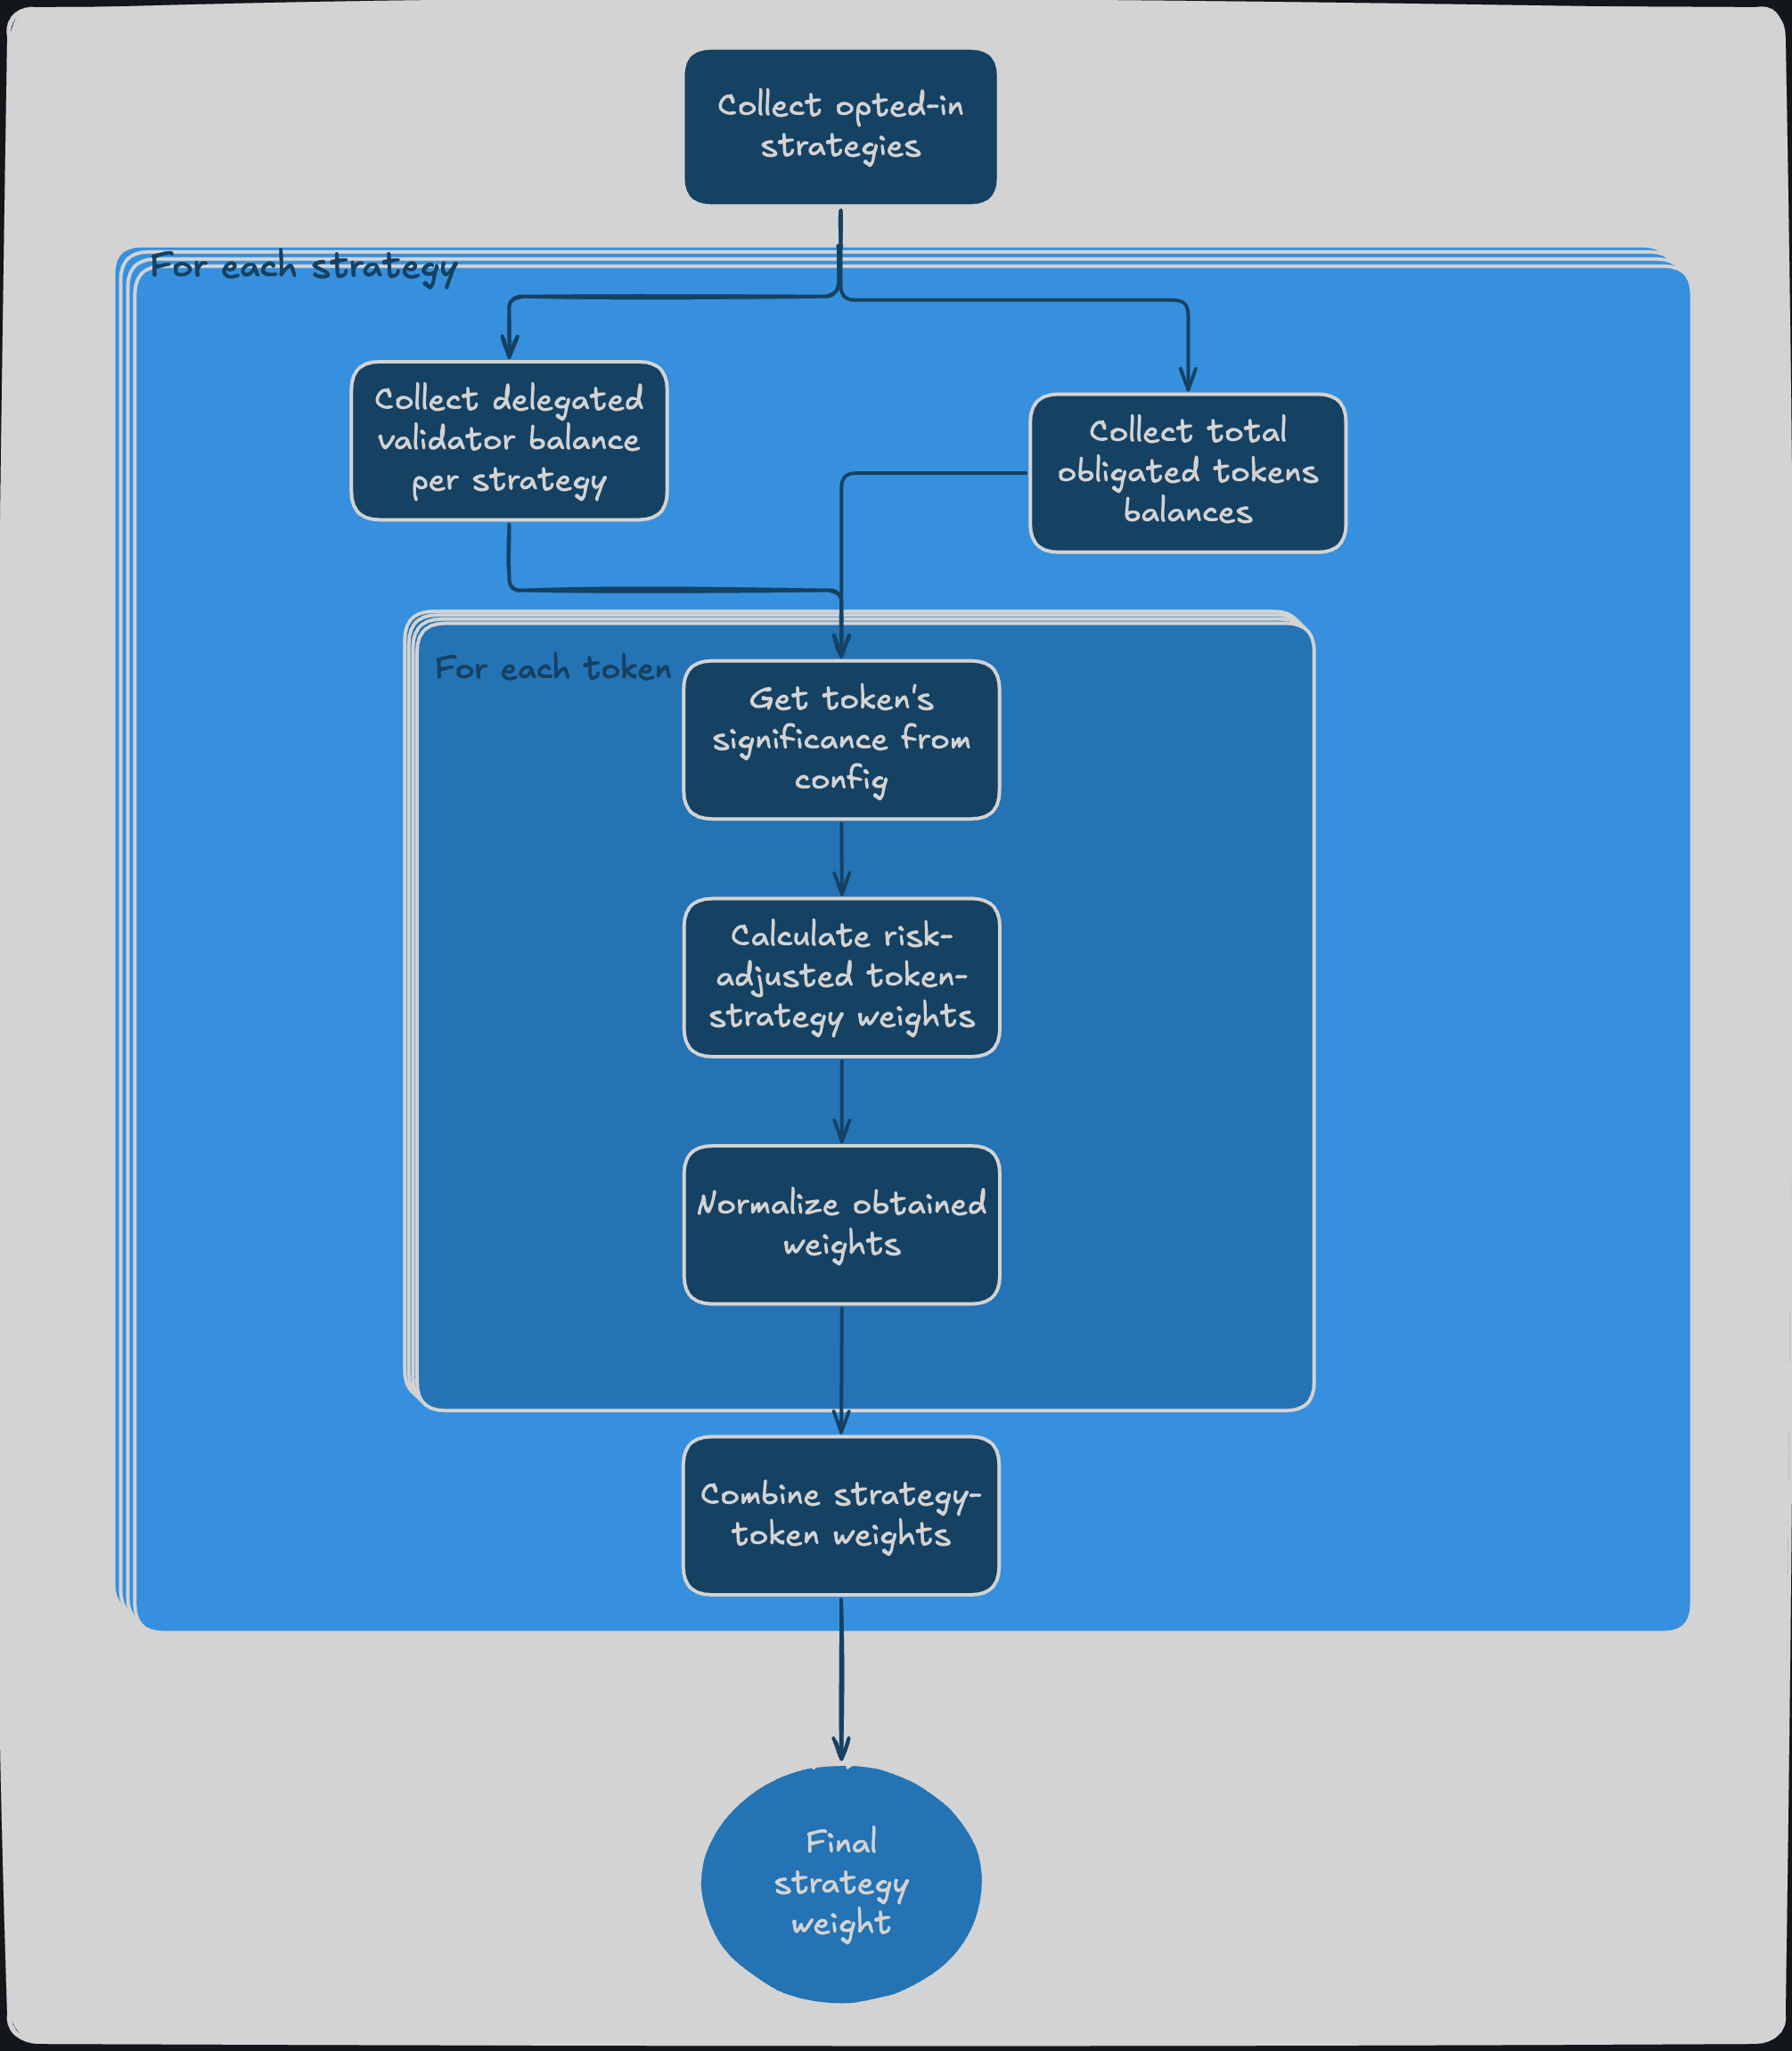 Collect opted-in
strategies
For each strategy
Collect delegated
validator balance
per strategy
Collect total
obligated tokens
balances
For each token
Get token's
significance from
config
Calculate risk-
adjusted token-
strategy weights
Normalize obtained
weights
Combine strategy-
token weights
Final
strategy
weight